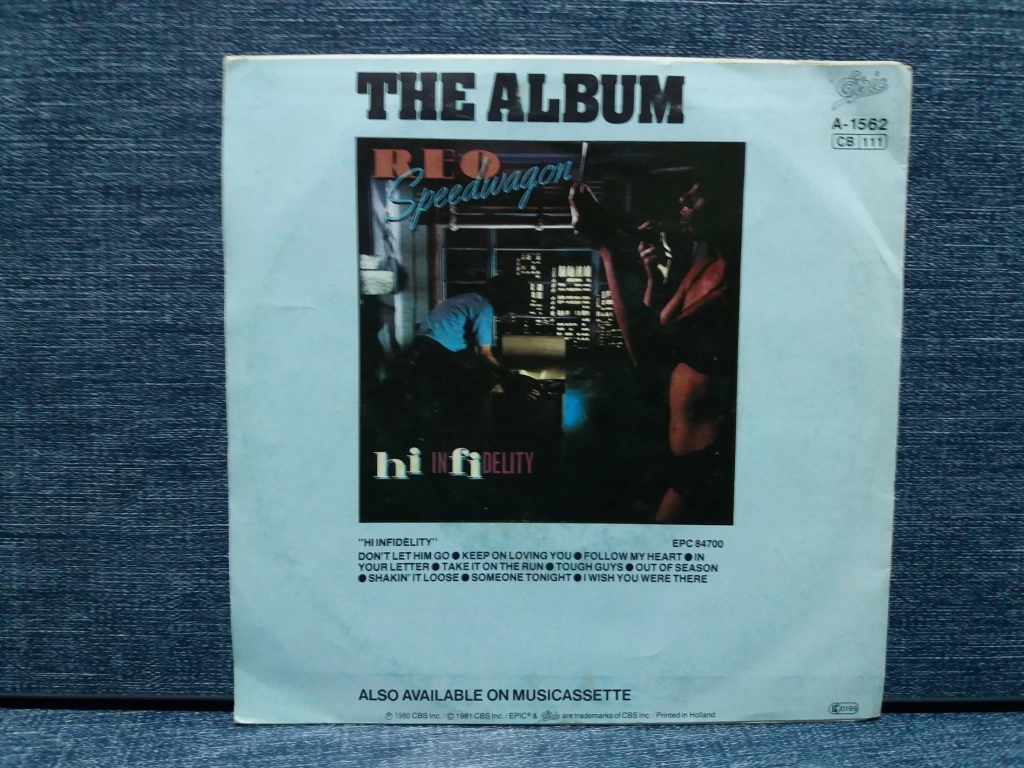 THE ALBUM
Epic
A-1562
CB 111
REO
Speedwagon
hi INfiDELITY
"HI INFIDELITY" EPC 84700
DON'T LET HIM GO ● KEEP ON LOVING YOU ● FOLLOW MY HEART ● IN
YOUR LETTER ● TAKE IT ON THE RUN ● TOUGH GUYS ● OUT OF SEASON
● SHAKIN' IT LOOSE ● SOMEONE TONIGHT ● I WISH YOU WERE THERE
ALSO AVAILABLE ON MUSICASSETTE
℗ 1980 CBS Inc. / © 1981 CBS Inc. / EPIC® & Epic are trademarks of CBS Inc. / Printed in Holland